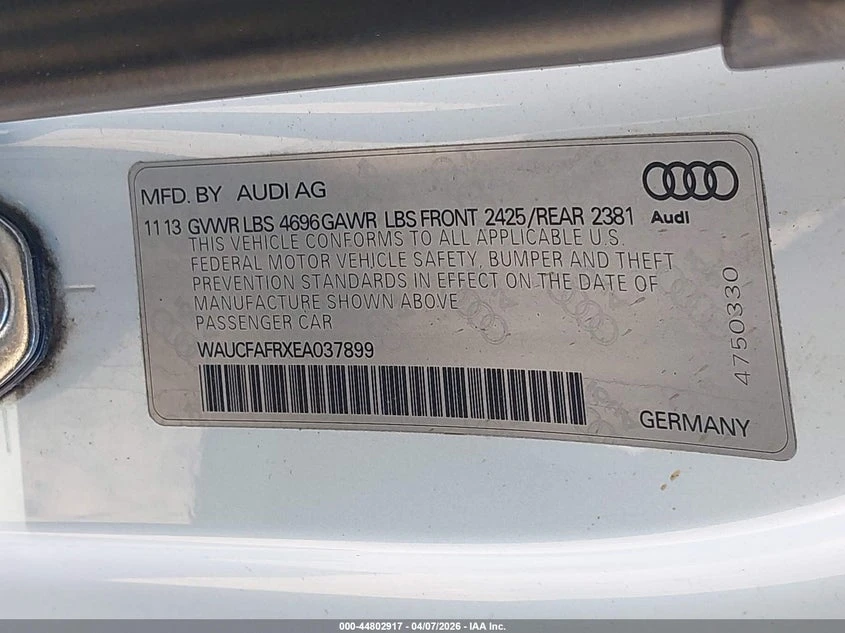 MFD. BY AUDI AG
Audi
11 13 GVWR LBS 4696 GAWR LBS FRONT 2425/REAR 2381
THIS VEHICLE CONFORMS TO ALL APPLICABLE U.S.
FEDERAL MOTOR VEHICLE SAFETY, BUMPER AND THEFT
PREVENTION STANDARDS IN EFFECT ON THE DATE OF
MANUFACTURE SHOWN ABOVE
PASSENGER CAR
WAUCFAFRXEA037899
4750330
GERMANY
000-44802917 - 04/07/2026 - IAA Inc.